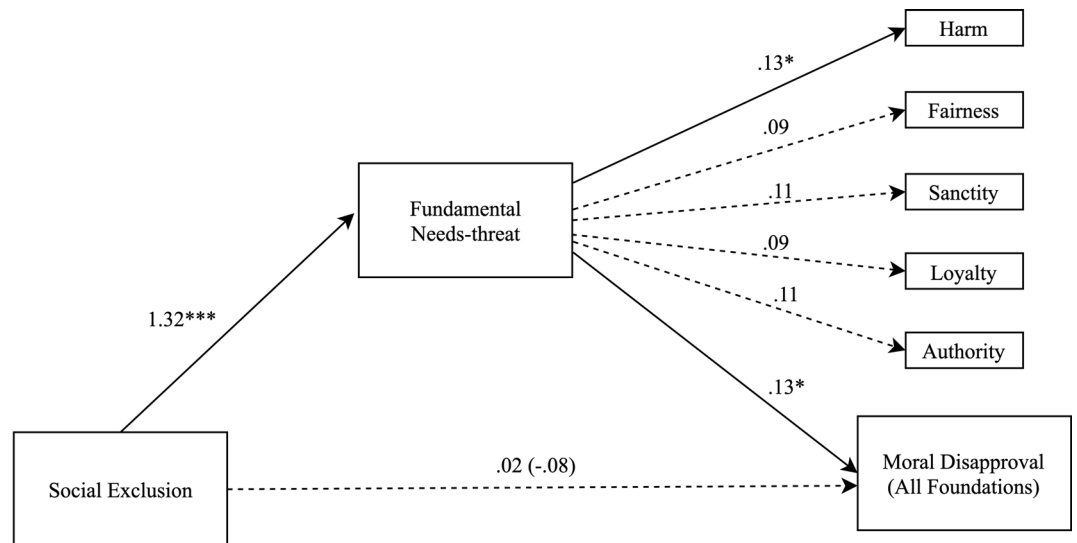 Harm
.13*
Fairness
.09
Sanctity
.11
Fundamental
Needs-threat
.09
Loyalty
.11
1.32***
Authority
.13*
Moral Disapproval
(All Foundations)
.02 (-.08)
Social Exclusion